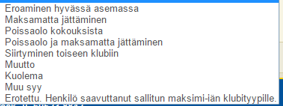 Eroaminen hyvässä asemassa
Maksamatta jättäminen
Poissaolo kokouksista
Poissaolo ja maksamatta jättäminen
Siirtyminen toiseen klubiin
Muutto
Kuolema
Muu syy
Erotettu. Henkilö saavuttanut sallitun maksimi-iän klubityypille.